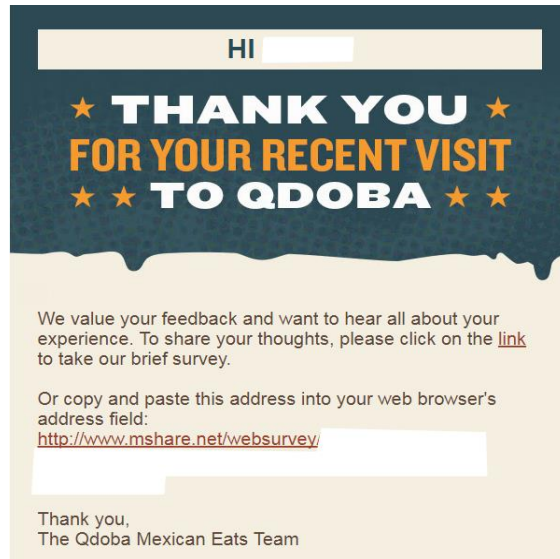 HI
★ THANK YOU ★
FOR YOUR RECENT VISIT
★ ★ TO QDOBA ★ ★
We value your feedback and want to hear all about your
experience. To share your thoughts, please click on the link
to take our brief survey.
Or copy and paste this address into your web browser's
address field:
http://www.mshare.net/websurvey/
Thank you,
The Qdoba Mexican Eats Team